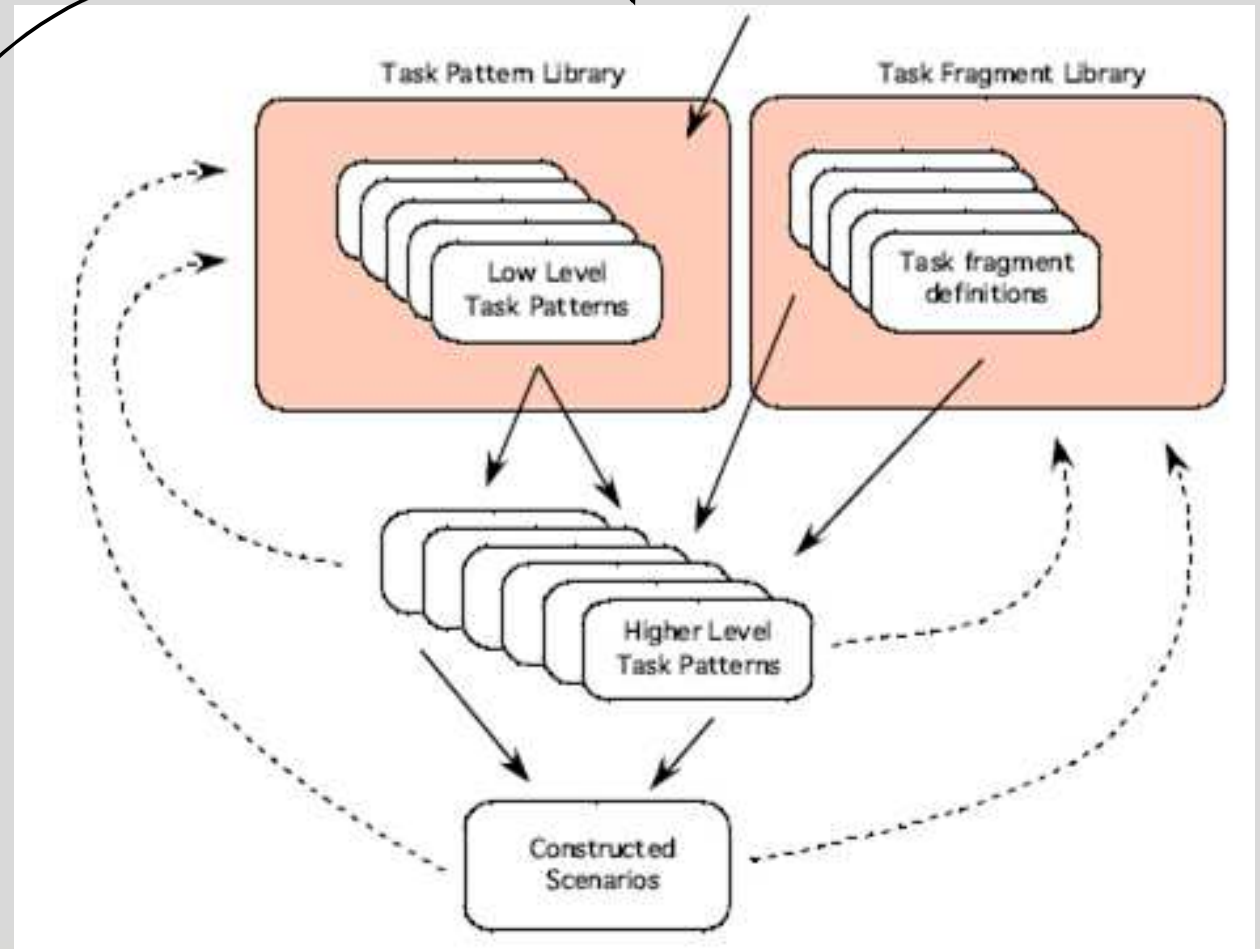 Task Pattern Library
Task Fragment Library
Low Level
Task Patterns
Task fragment
definitions
Higher Level
Task Patterns
Constructed
Scenarios